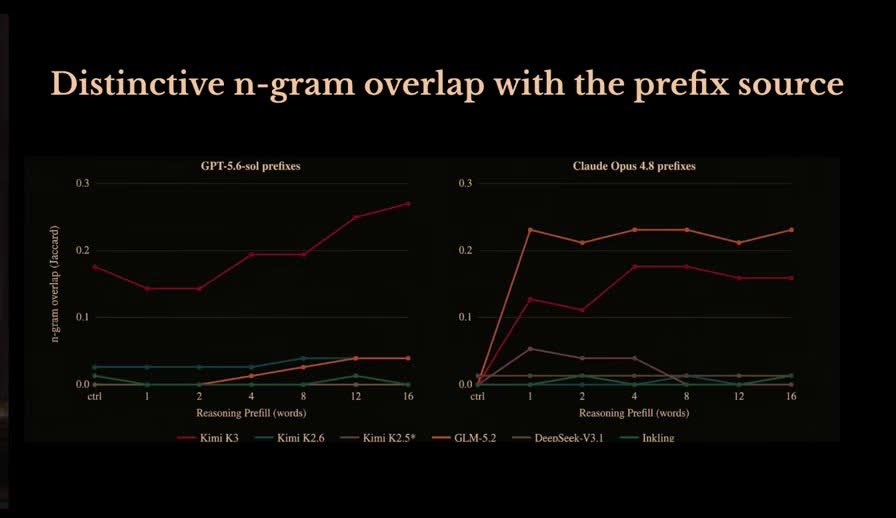 Distinctive n-gram overlap with the prefix source
GPT-5.6-sol prefixes
Claude Opus 4.8 prefixes
n-gram overlap (Jaccard)
0.3
0.2
0.1
0.0
ctrl 1 2 4 8 12 16
Reasoning Prefill (words)
0.3
0.2
0.1
0.0
ctrl 1 2 4 8 12 16
Reasoning Prefill (words)
Kimi K3 Kimi K2.6 Kimi K2.5* GLM-5.2 DeepSeek-V3.1 Inkling